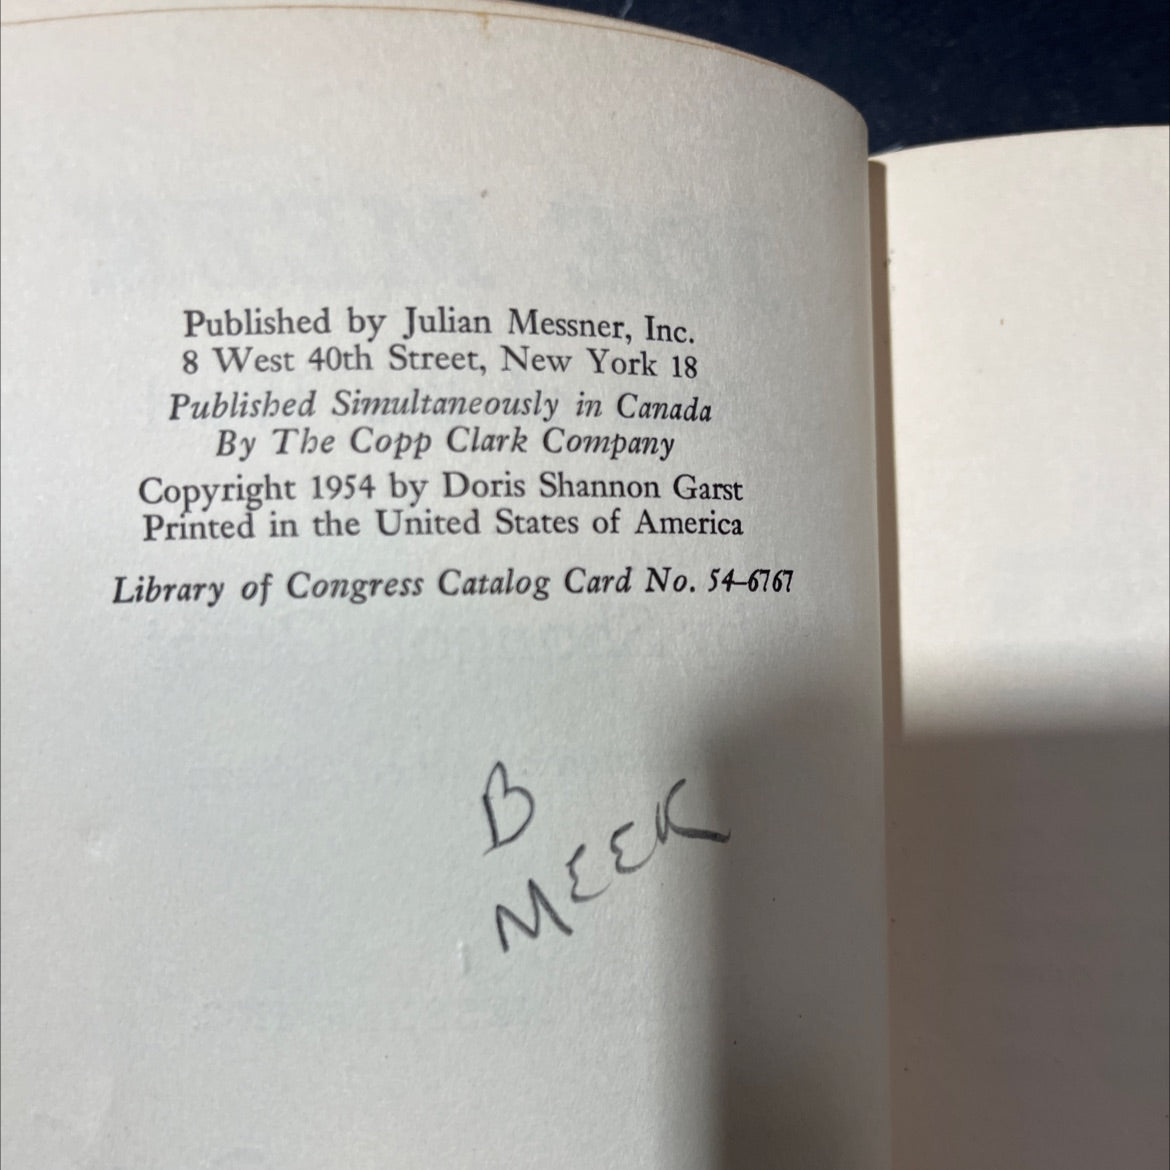 Published by Julian Messner, Inc.
8 West 40th Street, New York 18
Published Simultaneously in Canada
By The Copp Clark Company
Copyright 1954 by Doris Shannon Garst
Printed in the United States of America
Library of Congress Catalog Card No. 54–6767
B
MEEK